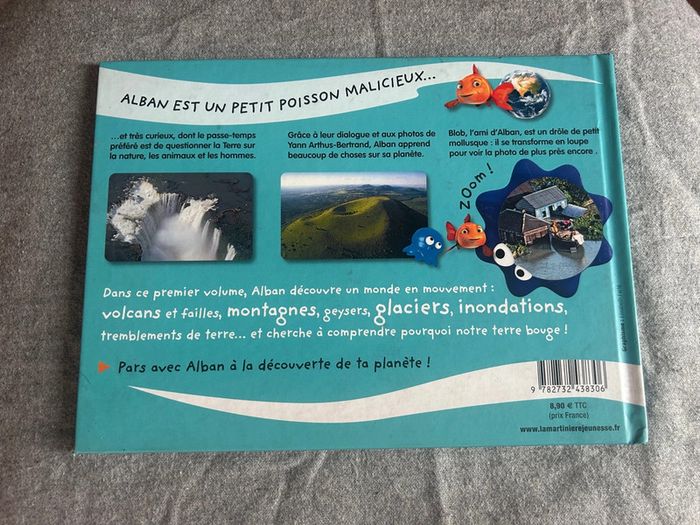 ALBAN EST UN PETIT POISSON MALICIEUX...
...et très curieux, dont le passe-temps
préféré est de questionner la Terre sur
la nature, les animaux et les hommes.
Grâce à leur dialogue et aux photos de
Yann Arthus-Bertrand, Alban apprend
beaucoup de choses sur sa planète.
Blob, l'ami d'Alban, est un drôle de petit
mollusque : il se transforme en loupe
pour voir la photo de plus près encore .
ZOOM !
Dans ce premier volume, Alban découvre un monde en mouvement :
volcans et failles, montagnes, geysers, glaciers, inondations,
tremblements de terre... et cherche à comprendre pourquoi notre terre bouge !
Pars avec Alban à la découverte de ta planète !
9 782732 438306
8,90 € TTC
(prix France)
www.lamartinierejeunesse.fr